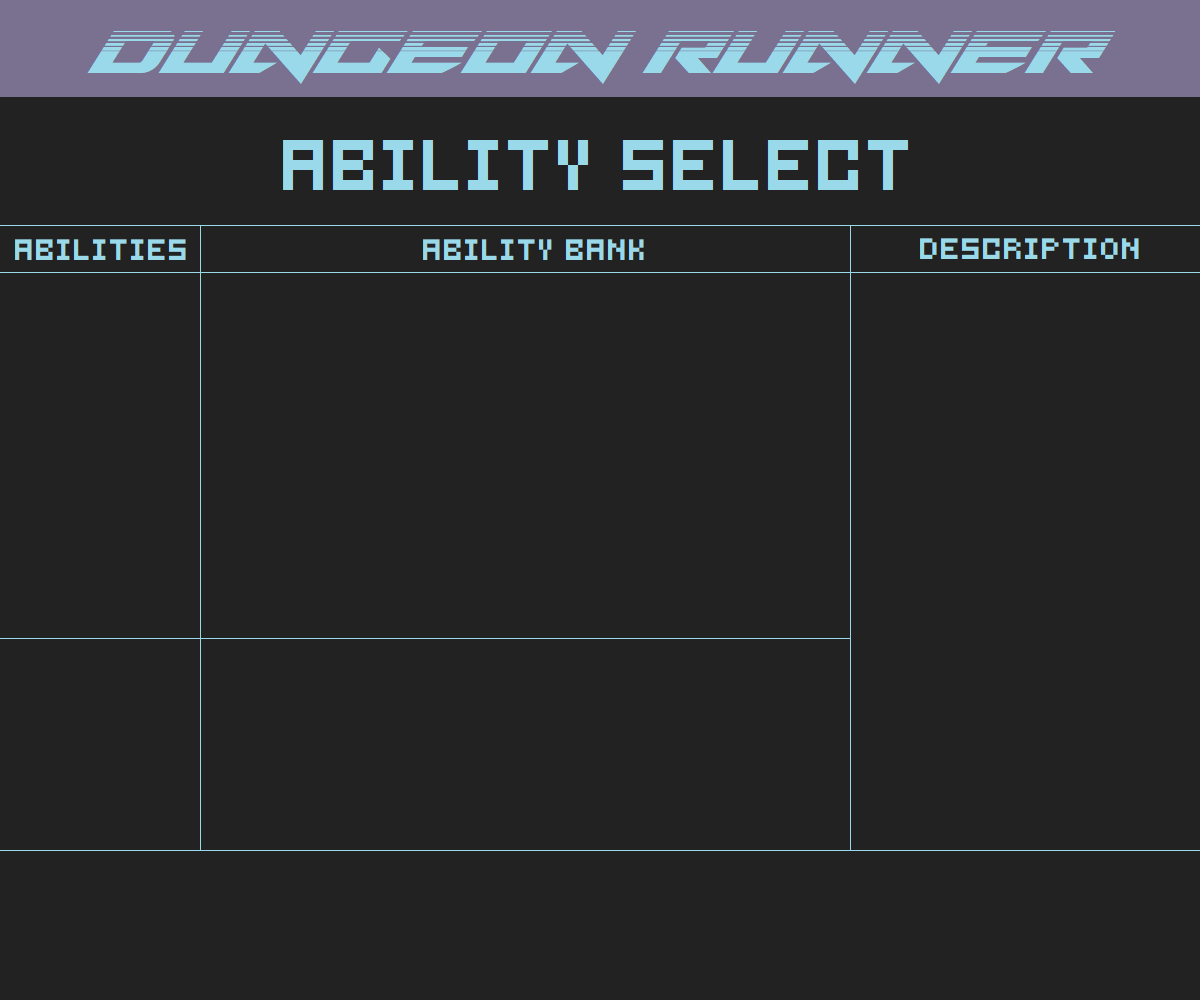 DUNGEON RUNNER
ABILITY SELECT
ABILITIES
ABILITY BANK
DESCRIPTION